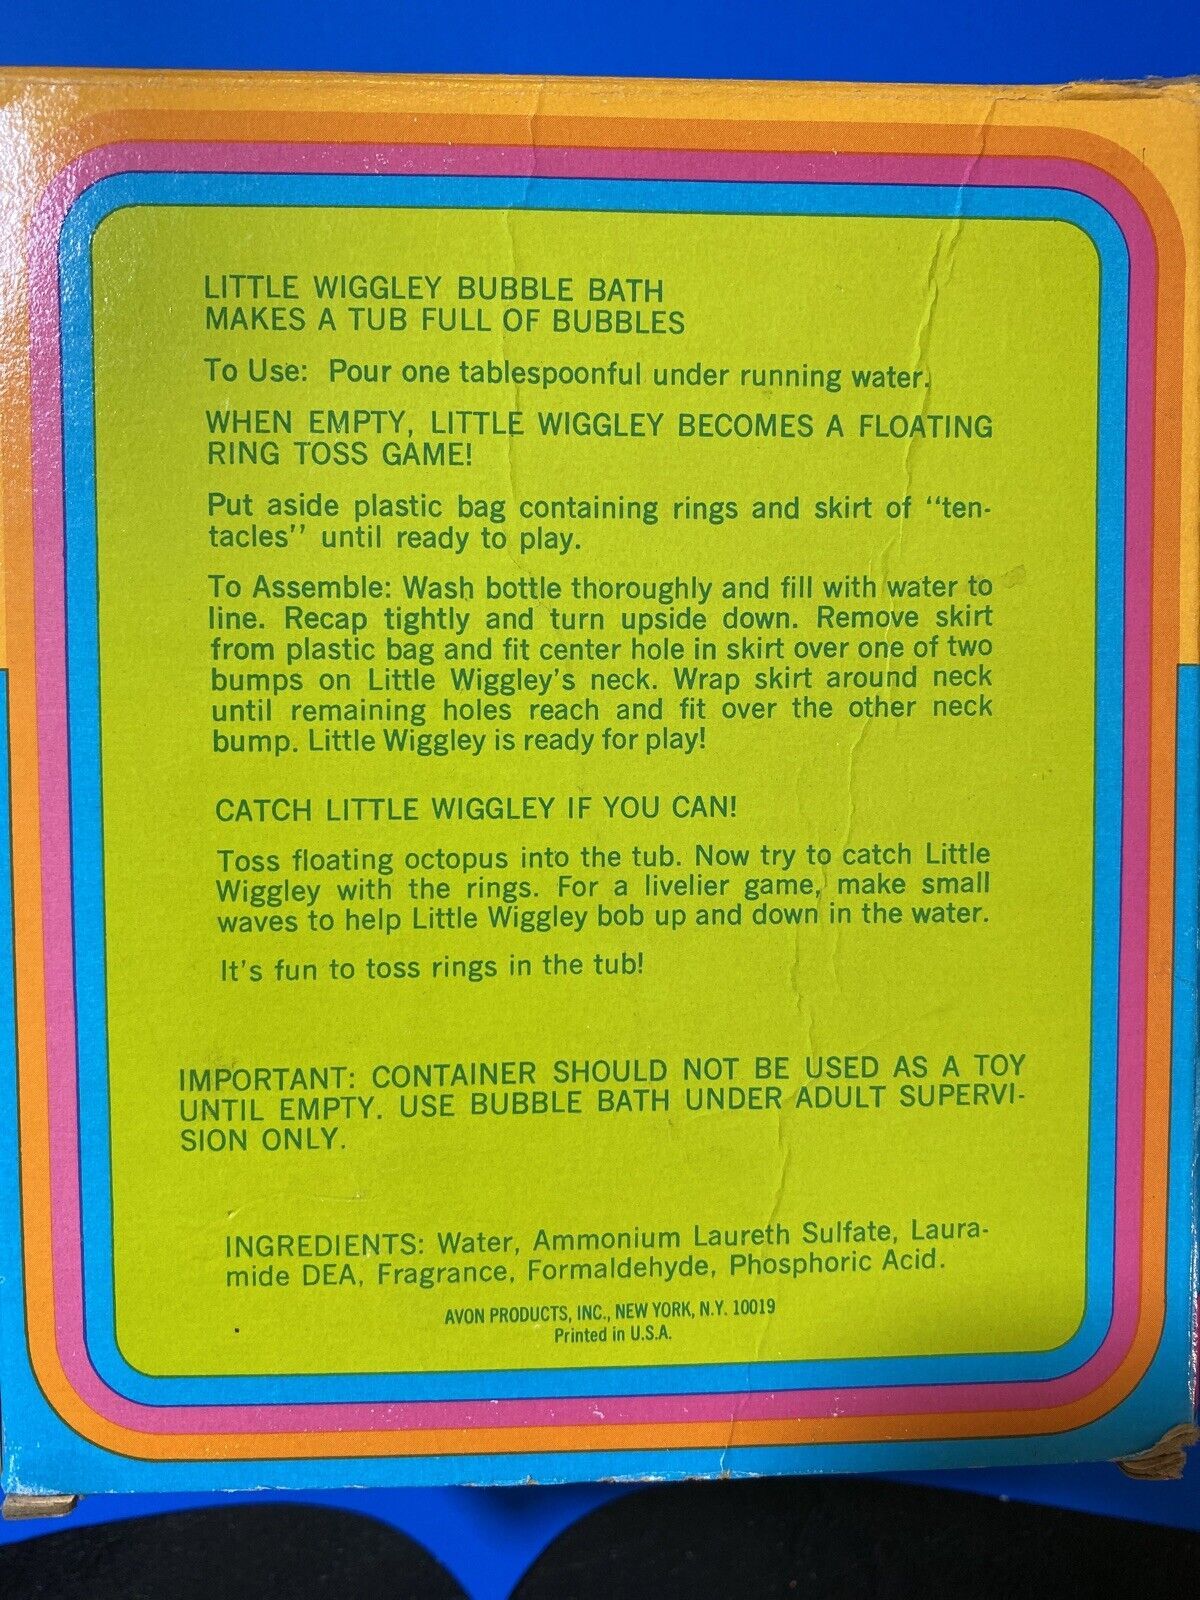 LITTLE WIGGLEY BUBBLE BATH
MAKES A TUB FULL OF BUBBLES
To Use: Pour one tablespoonful under running water.
WHEN EMPTY, LITTLE WIGGLEY BECOMES A FLOATING
RING TOSS GAME!
Put aside plastic bag containing rings and skirt of "ten-
tacles" until ready to play.
To Assemble: Wash bottle thoroughly and fill with water to
line. Recap tightly and turn upside down. Remove skirt
from plastic bag and fit center hole in skirt over one of two
bumps on Little Wiggley's neck. Wrap skirt around neck
until remaining holes reach and fit over the other neck
bump. Little Wiggley is ready for play!
CATCH LITTLE WIGGLEY IF YOU CAN!
Toss floating octopus into the tub. Now try to catch Little
Wiggley with the rings. For a livelier game, make small
waves to help Little Wiggley bob up and down in the water.
It's fun to toss rings in the tub!
IMPORTANT: CONTAINER SHOULD NOT BE USED AS A TOY
UNTIL EMPTY. USE BUBBLE BATH UNDER ADULT SUPERVI-
SION ONLY.
INGREDIENTS: Water, Ammonium Laureth Sulfate, Laura-
mide DEA, Fragrance, Formaldehyde, Phosphoric Acid.
AVON PRODUCTS, INC., NEW YORK, N.Y. 10019
Printed in U.S.A.